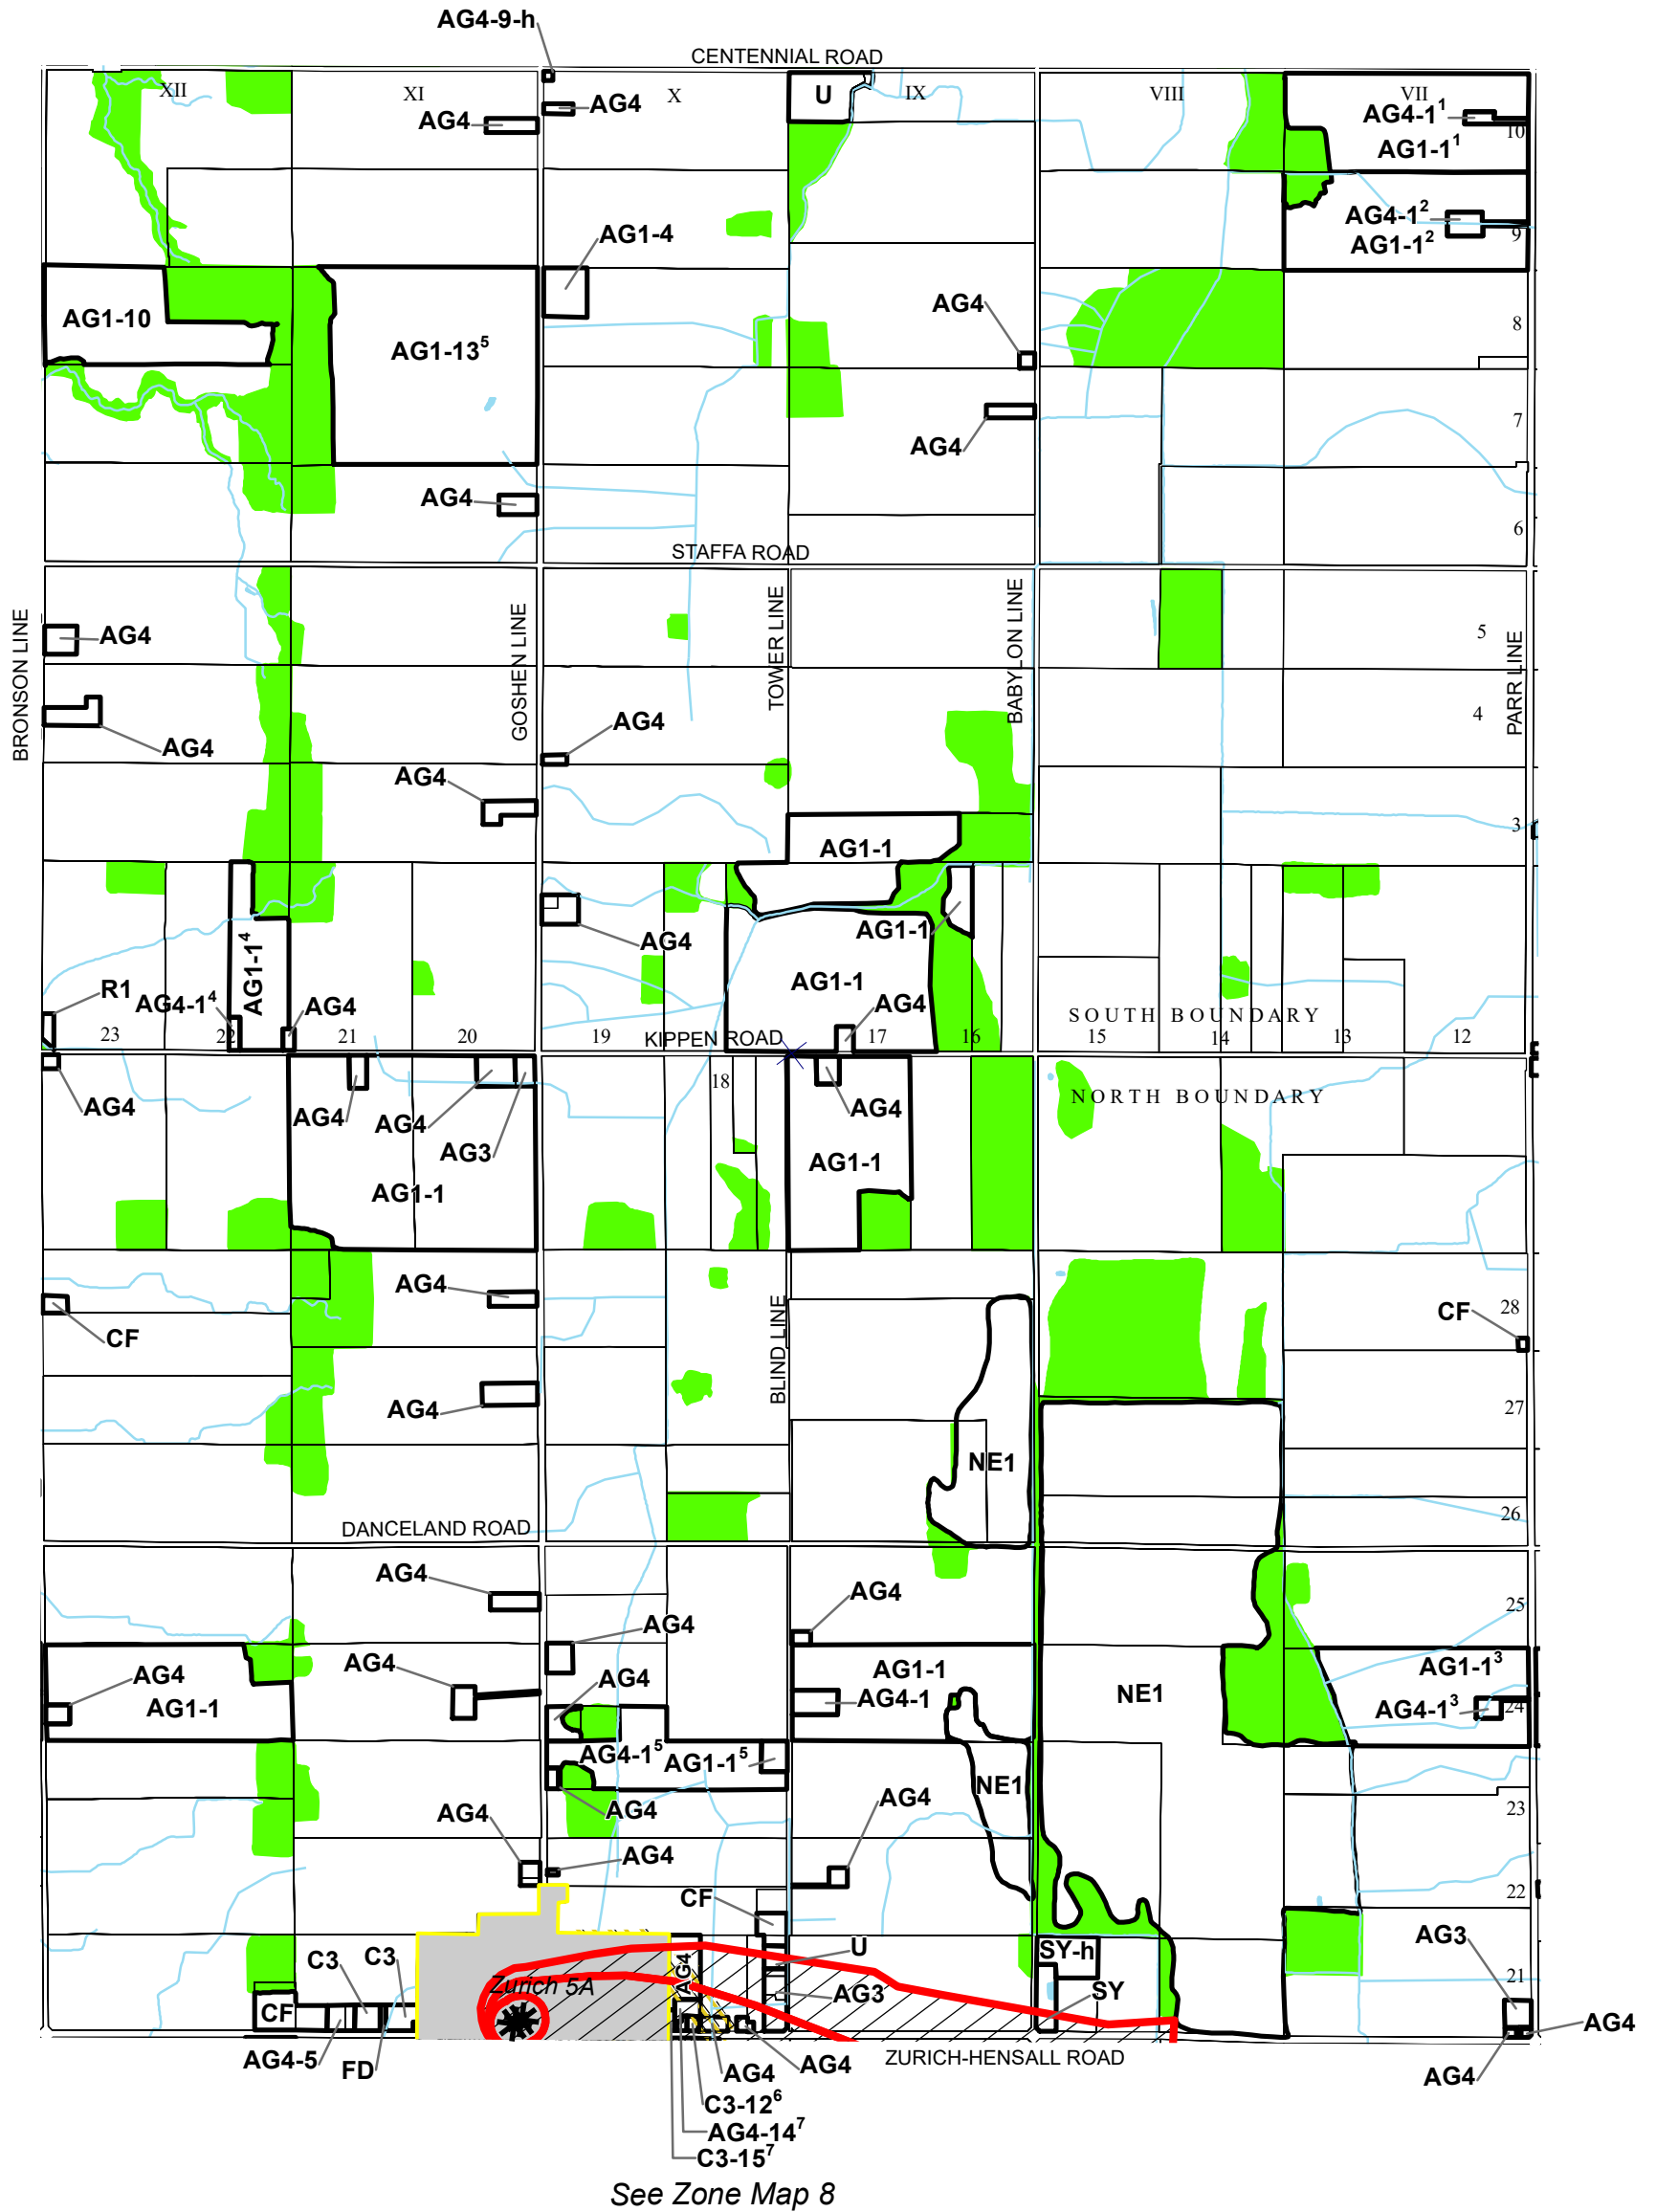 AG4-9-h
CENTENNIAL ROAD
XII
XI
X
U
IX
VIII
VII
AG4
AG4
AG4-1¹
10
AG1-1¹
AG4-1²
9
AG1-1²
AG1-4
AG1-10
AG1-13⁵
AG4
8
AG4
7
AG4
6
STAFFA ROAD
BRONSON LINE
GOSHEN LINE
TOWER LINE
BABYLON LINE
PARR LINE
AG4
5
AG4
AG4
4
AG4
AG1-1
3
AG4
AG1-1
AG1-1
AG1-1⁴
R1
AG4-1⁴
AG4
AG4
SOUTH BOUNDARY
23
22
21
20
19
KIPPEN ROAD
17
16
15
14
13
12
18
NORTH BOUNDARY
AG4
AG4
AG4
AG3
AG4
AG1-1
AG1-1
AG4
CF
BLIND LINE
CF
28
AG4
27
NE1
26
DANCELAND ROAD
AG4
AG4
25
AG4
AG4
AG4
AG1-1
AG4
AG1-1
AG4-1
NE1
AG1-1³
AG4-1³
24
AG4-1⁵
AG1-1⁵
NE1
AG4
AG4
AG4
23
AG4
22
CF
U
C3
C3
AG4
SY-h
AG3
Zurich 5A
AG3
SY
21
CF
AG4-5
FD
AG4
AG4
ZURICH-HENSALL ROAD
AG4
AG4
C3-12⁶
AG4-14⁷
C3-15⁷
See Zone Map 8